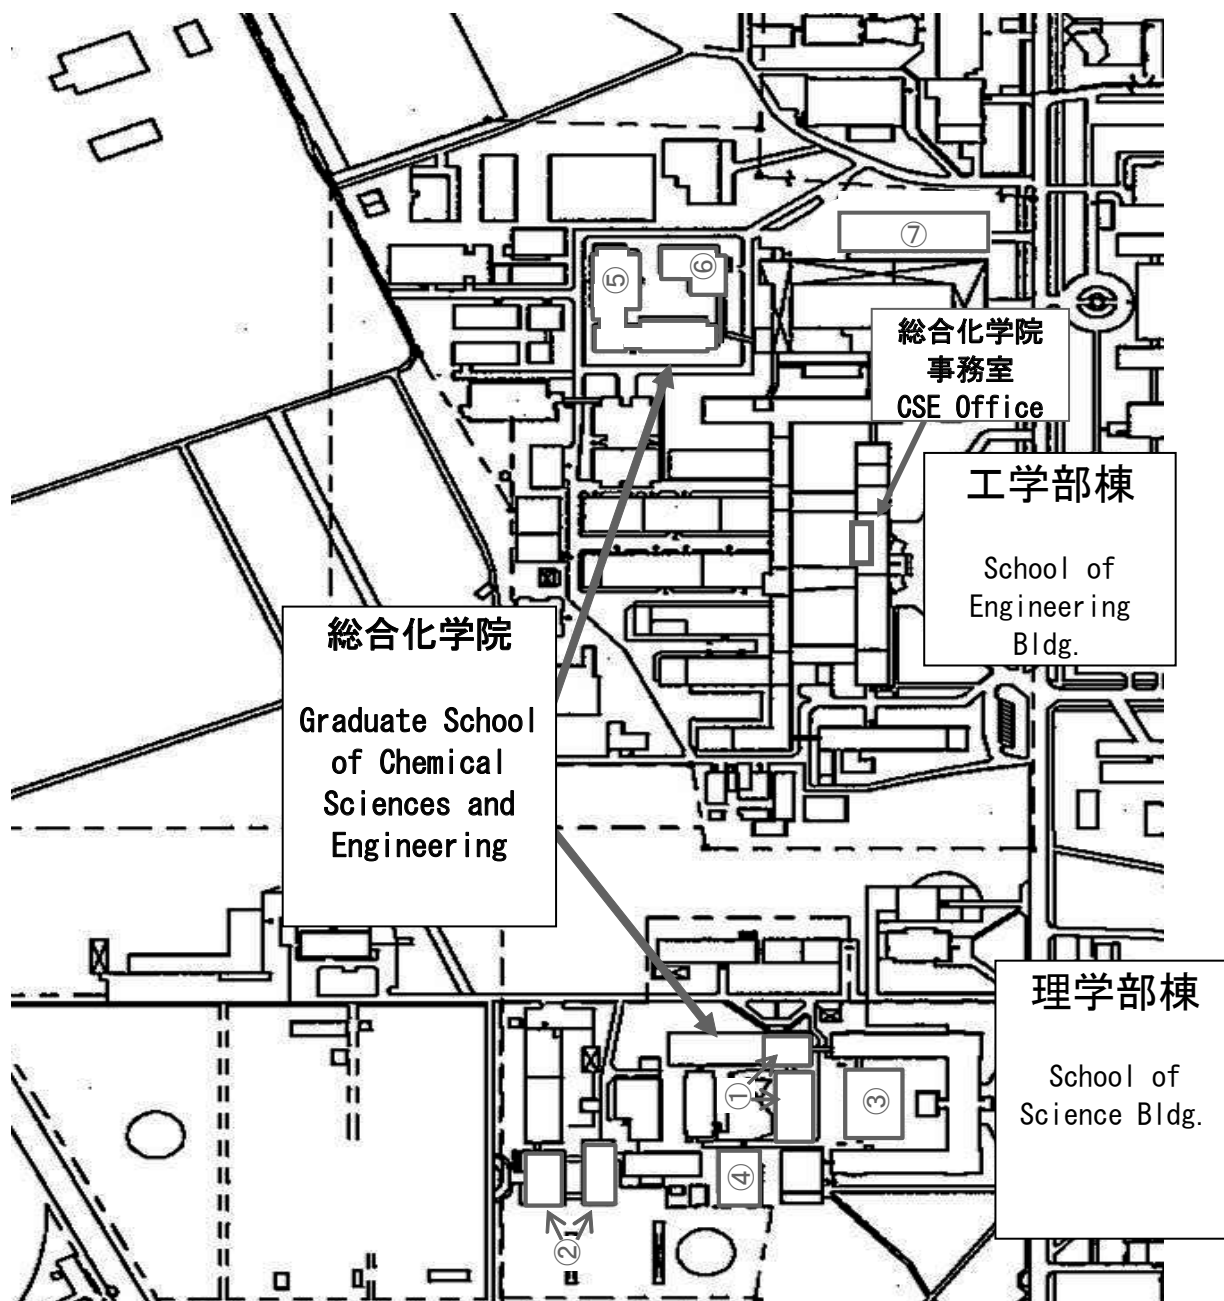 ⑦
⑤
⑥
総合化学院
事務室
CSE Office
工学部棟
School of
Engineering
Bldg.
総合化学院
Graduate School
of Chemical
Sciences and
Engineering
理学部棟
School of
Science Bldg.
①
③
④
②